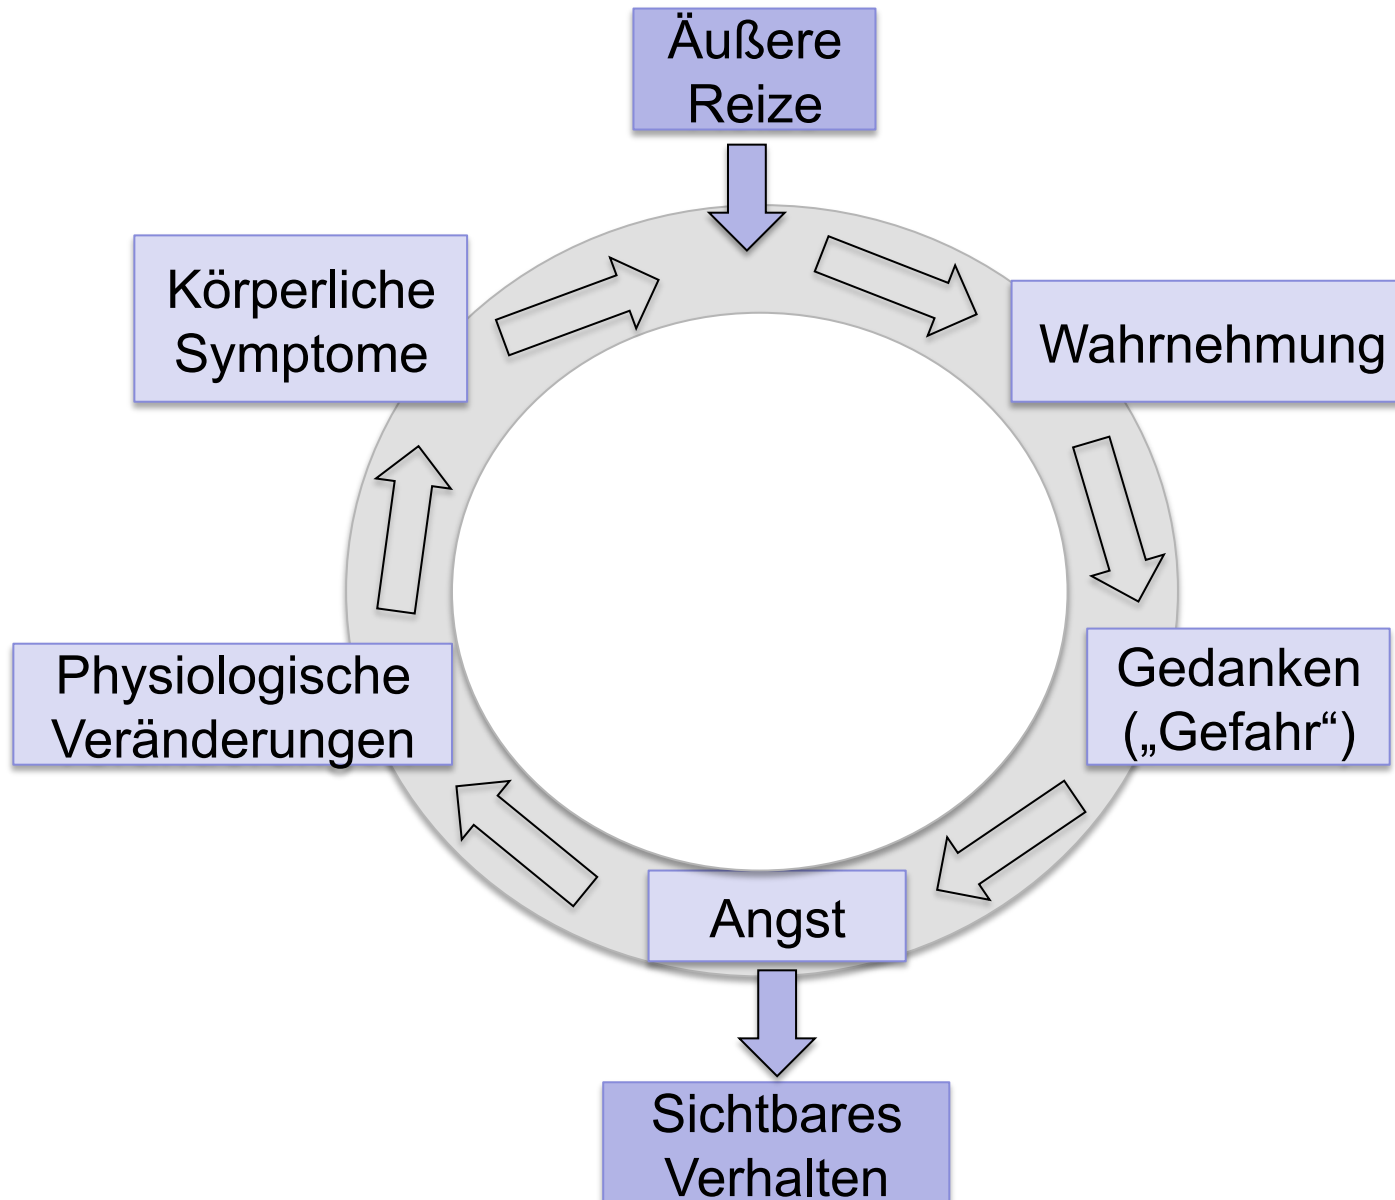 Äußere
Reize
Körperliche
Symptome
Wahrnehmung
Physiologische
Veränderungen
Gedanken
(„Gefahr“)
Angst
Sichtbares
Verhalten